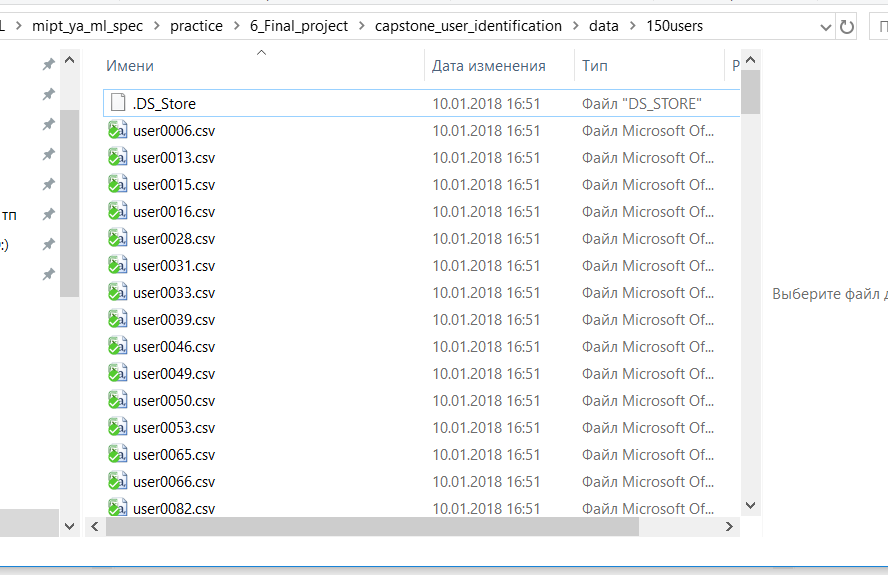 L > mipt_ya_ml_spec > practice > 6_Final_project > capstone_user_identification > data > 150users
Имени Дата изменения Тип Р
.DS_Store 10.01.2018 16:51 Файл "DS_STORE"
user0006.csv 10.01.2018 16:51 Файл Microsoft Of...
user0013.csv 10.01.2018 16:51 Файл Microsoft Of...
user0015.csv 10.01.2018 16:51 Файл Microsoft Of...
user0016.csv 10.01.2018 16:51 Файл Microsoft Of...
тп
user0028.csv 10.01.2018 16:51 Файл Microsoft Of...
:)
user0031.csv 10.01.2018 16:51 Файл Microsoft Of...
user0033.csv 10.01.2018 16:51 Файл Microsoft Of...
Выберите файл д
user0039.csv 10.01.2018 16:51 Файл Microsoft Of...
user0046.csv 10.01.2018 16:51 Файл Microsoft Of...
user0049.csv 10.01.2018 16:51 Файл Microsoft Of...
user0050.csv 10.01.2018 16:51 Файл Microsoft Of...
user0053.csv 10.01.2018 16:51 Файл Microsoft Of...
user0065.csv 10.01.2018 16:51 Файл Microsoft Of...
user0066.csv 10.01.2018 16:51 Файл Microsoft Of...
user0082.csv 10.01.2018 16:51 Файл Microsoft Of...